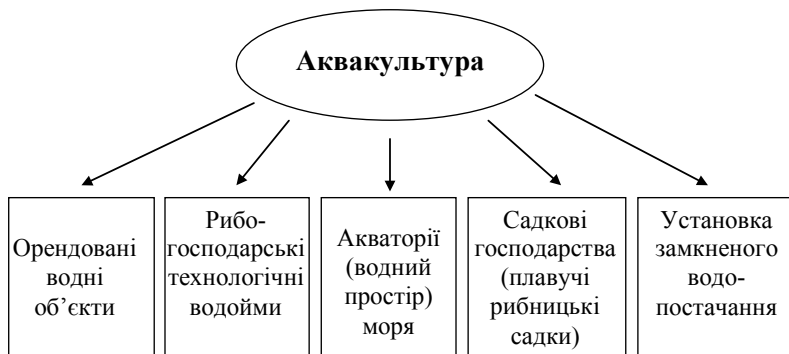 Аквакультура
Орендовані
водні
об’єкти
Рибо-
господарські
технологічні
водойми
Акваторії
(водний
простір)
моря
Садкові
господарства
(плавучі
рибницькі
садки)
Установка
замкненого
водо-
постачання